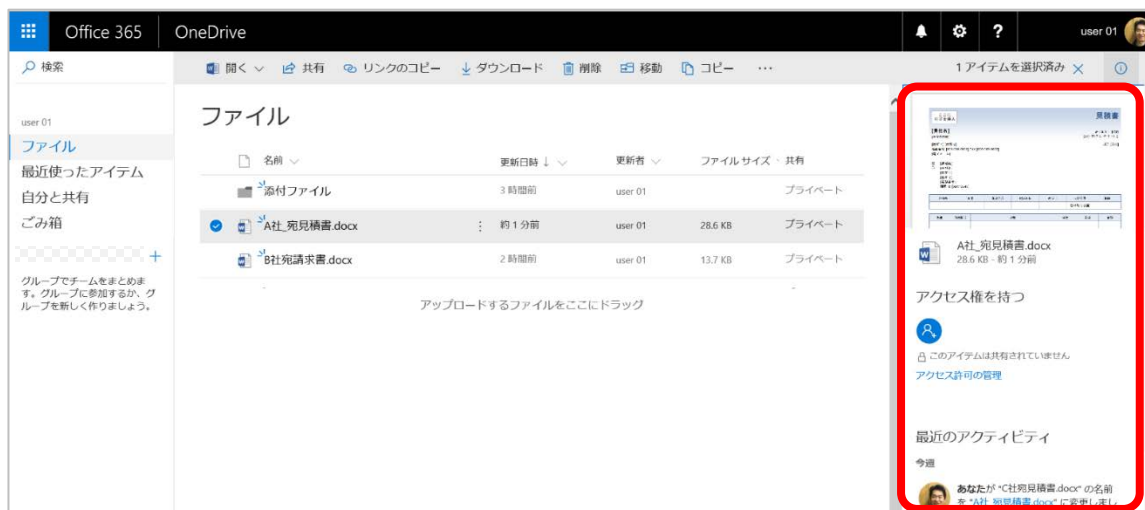 Office 365
OneDrive
?
user 01
検索
開く
共有
リンクのコピー
ダウンロード
削除
移動
コピー
…
1 アイテムを選択済み
user 01
ファイル
最近使ったアイテム
自分と共有
ごみ箱
グループでチームをまとめま
す。グループに参加するか、グ
ループを新しく作りましょう。
ファイル
名前
更新日時
更新者
ファイル サイズ
共有
添付ファイル
3 時間前
user 01
プライベート
A社_宛見積書.docx
約 1 分前
user 01
28.6 KB
プライベート
B社宛請求書.docx
2 時間前
user 01
13.7 KB
プライベート
アップロードするファイルをここにドラッグ
見積書
A社_宛見積書.docx
28.6 KB - 約 1 分前
アクセス権を持つ
このアイテムは共有されていません
アクセス許可の管理
最近のアクティビティ
今週
あなたが "C社宛見積書.docx" の名前
を "A社_宛見積書.docx" に変更しまし